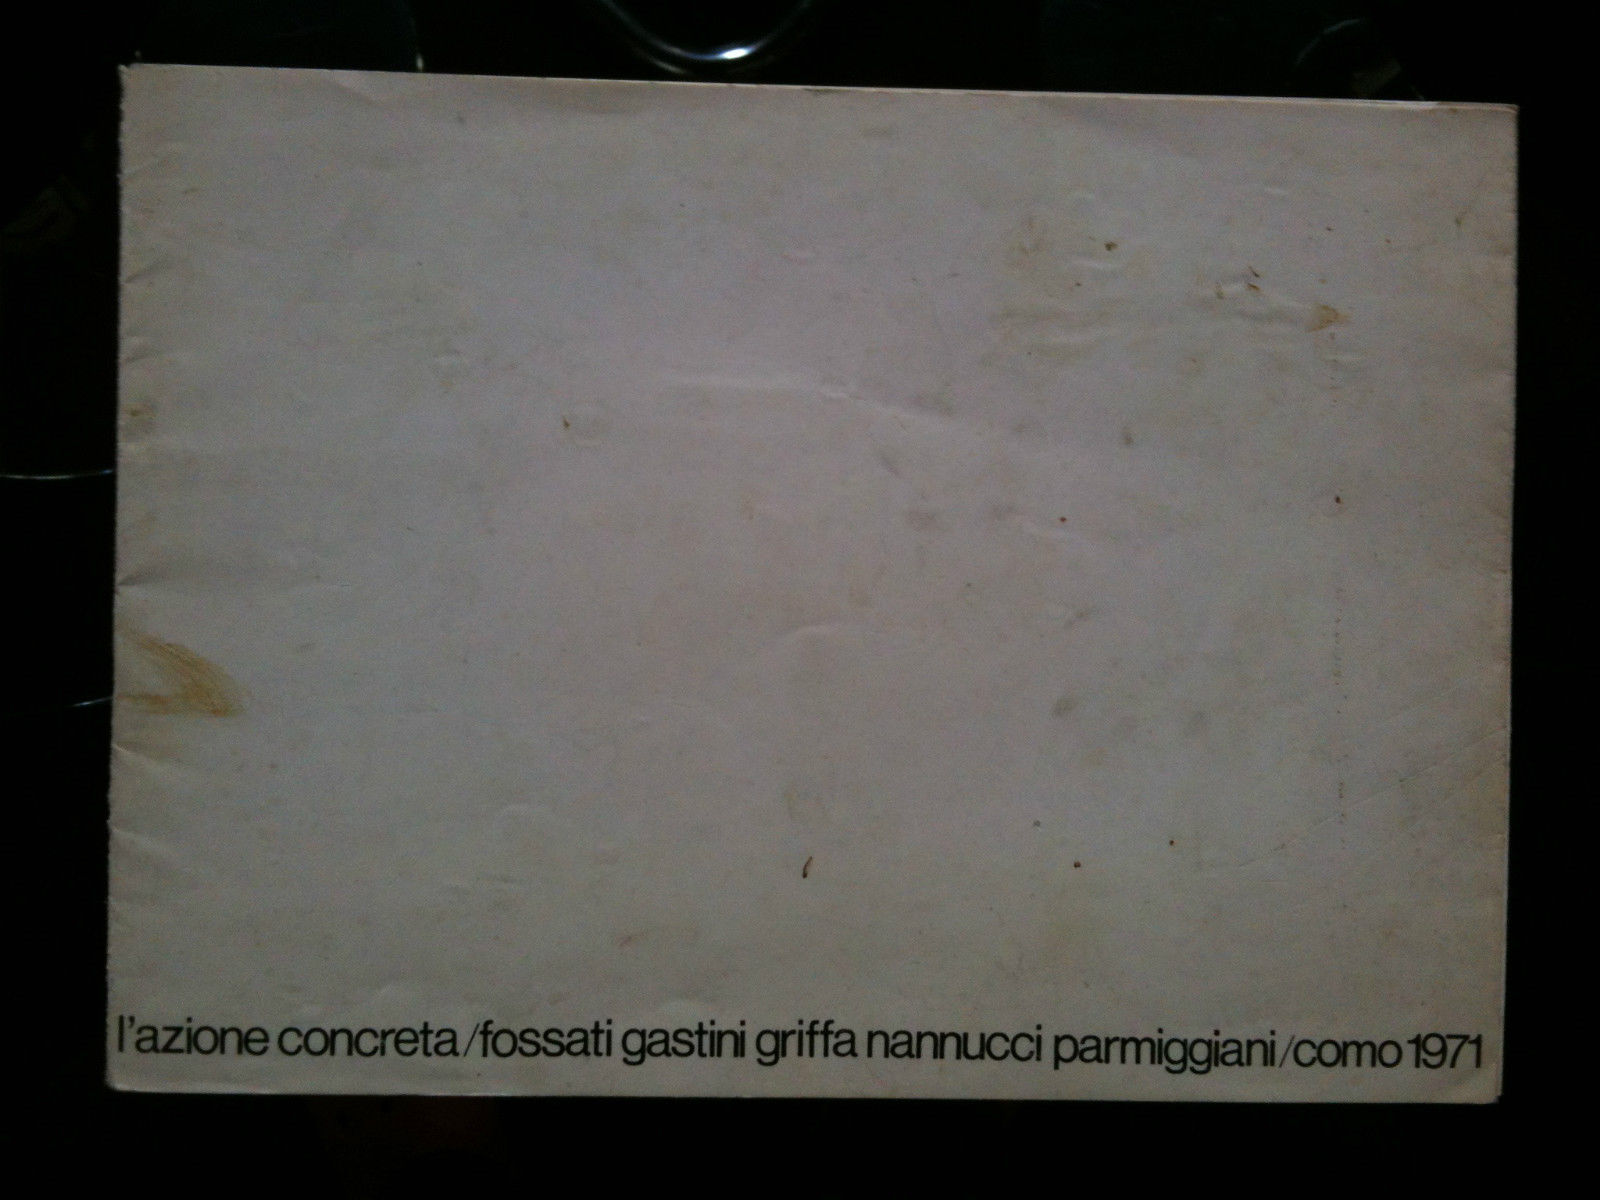 l'azione concreta/fossati gastini griffa nannucci parmiggiani/como 1971